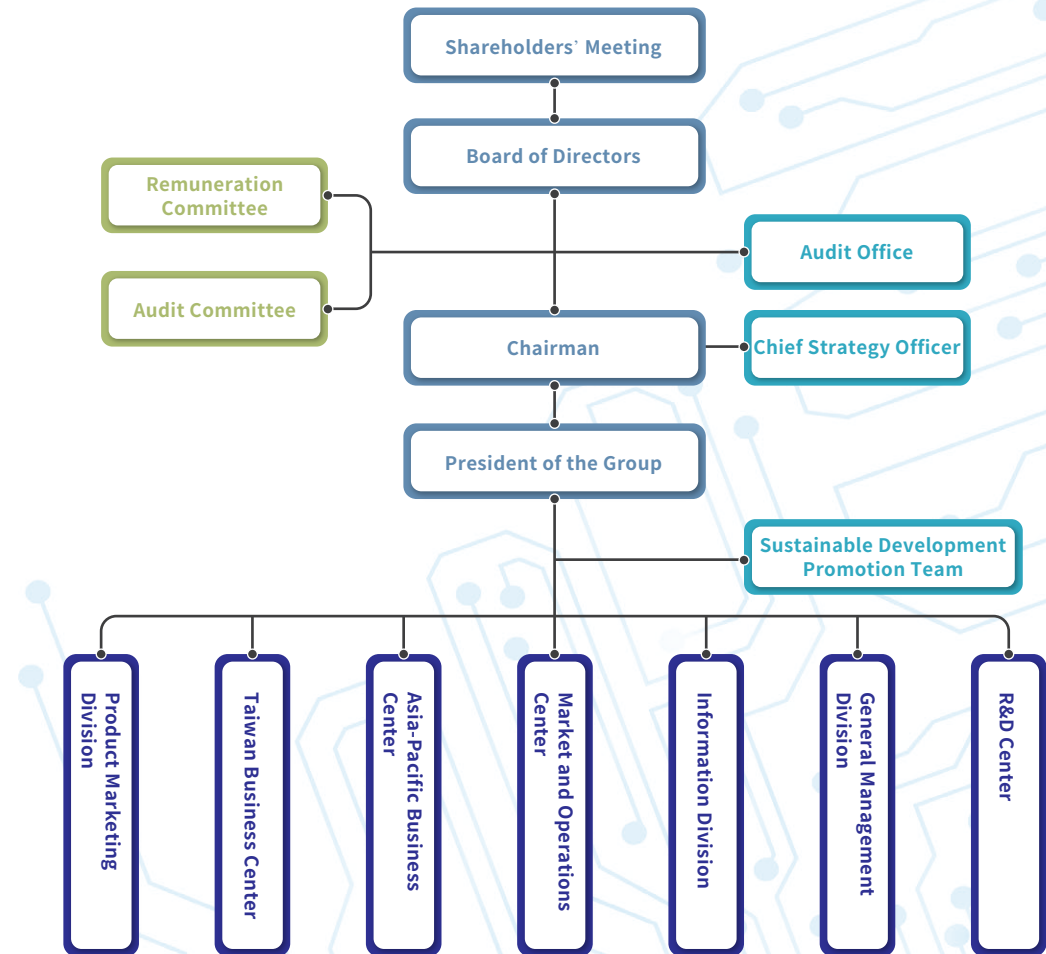 Shareholders’ Meeting
Board of Directors
Remuneration
Committee
Audit Office
Audit Committee
Chairman
Chief Strategy Officer
President of the Group
Sustainable Development
Promotion Team
Product Marketing
Division
Taiwan Business Center
Asia-Pacific Business
Center
Market and Operations
Center
Information Division
General Management
Division
R&D Center